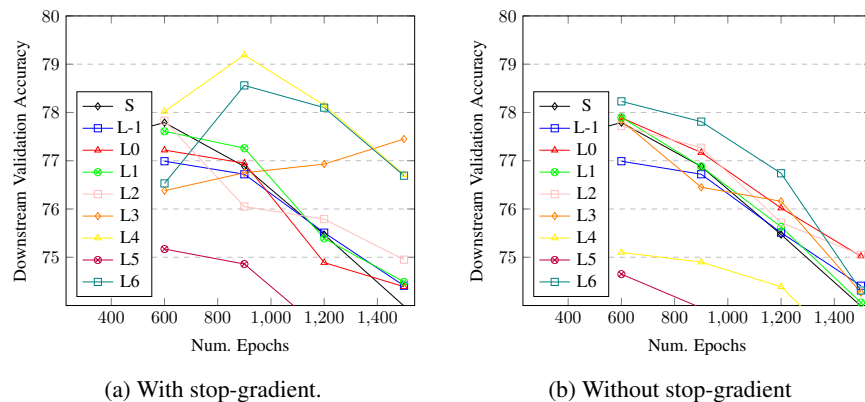 80
79
78
77
76
75
Downstream Validation Accuracy
S
L-1
L0
L1
L2
L3
L4
L5
L6
400 600 800 1,000 1,200 1,400
Num. Epochs
(a) With stop-gradient.
80
79
78
77
76
75
Downstream Validation Accuracy
S
L-1
L0
L1
L2
L3
L4
L5
L6
400 600 800 1,000 1,200 1,400
Num. Epochs
(b) Without stop-gradient